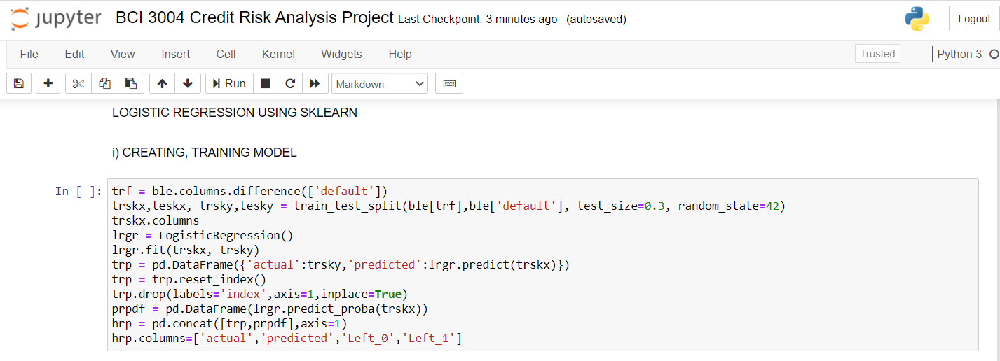 jupyter BCI 3004 Credit Risk Analysis Project Last Checkpoint: 3 minutes ago (autosaved) Logout
File Edit View Insert Cell Kernel Widgets Help Trusted Python 3
Run Markdown
LOGISTIC REGRESSION USING SKLEARN
i) CREATING, TRAINING MODEL
In [ ]: trf = ble.columns.difference(['default'])
trskx,teskx, trsky,tesky = train_test_split(ble[trf],ble['default'], test_size=0.3, random_state=42)
trskx.columns
lrgr = LogisticRegression()
lrgr.fit(trskx, trsky)
trp = pd.DataFrame({'actual':trsky,'predicted':lrgr.predict(trskx)})
trp = trp.reset_index()
trp.drop(labels='index',axis=1,inplace=True)
prpdf = pd.DataFrame(lrgr.predict_proba(trskx))
hrp = pd.concat([trp,prpdf],axis=1)
hrp.columns=['actual','predicted','Left_0','Left_1']